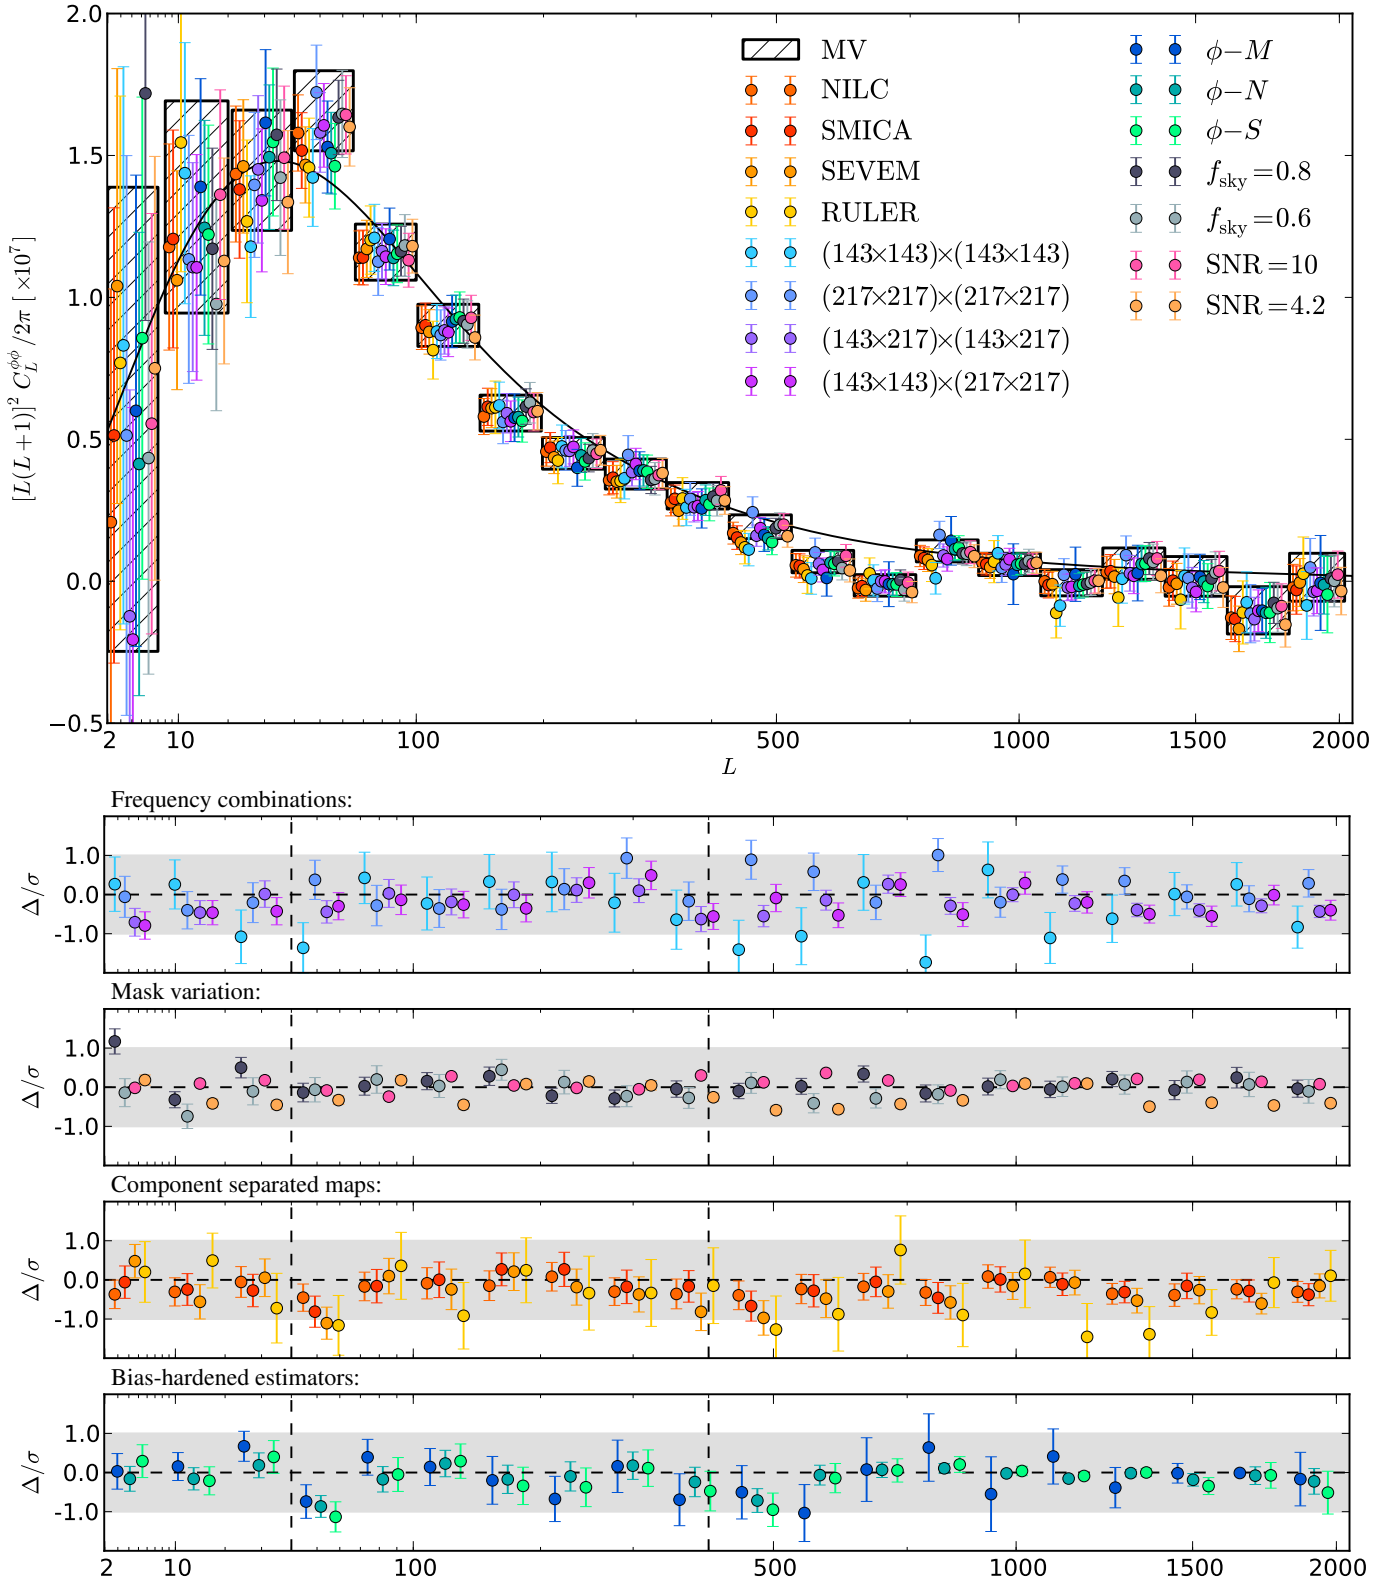 2.0
1.5
1.0
0.5
0.0
−0.5
[L(L+1)]² C_L^{ϕϕ}/2π [×10⁷]
MV
NILC
SMICA
SEVEM
RULER
(143×143)×(143×143)
(217×217)×(217×217)
(143×217)×(143×217)
(143×143)×(217×217)
ϕ−M
ϕ−N
ϕ−S
f_sky=0.8
f_sky=0.6
SNR=10
SNR=4.2
2 10 100 500 1000 1500 2000
L
Frequency combinations:
1.0
0.0
-1.0
Δ/σ
Mask variation:
1.0
0.0
-1.0
Δ/σ
Component separated maps:
1.0
0.0
-1.0
Δ/σ
Bias-hardened estimators:
1.0
0.0
-1.0
Δ/σ
2 10 100 500 1000 1500 2000